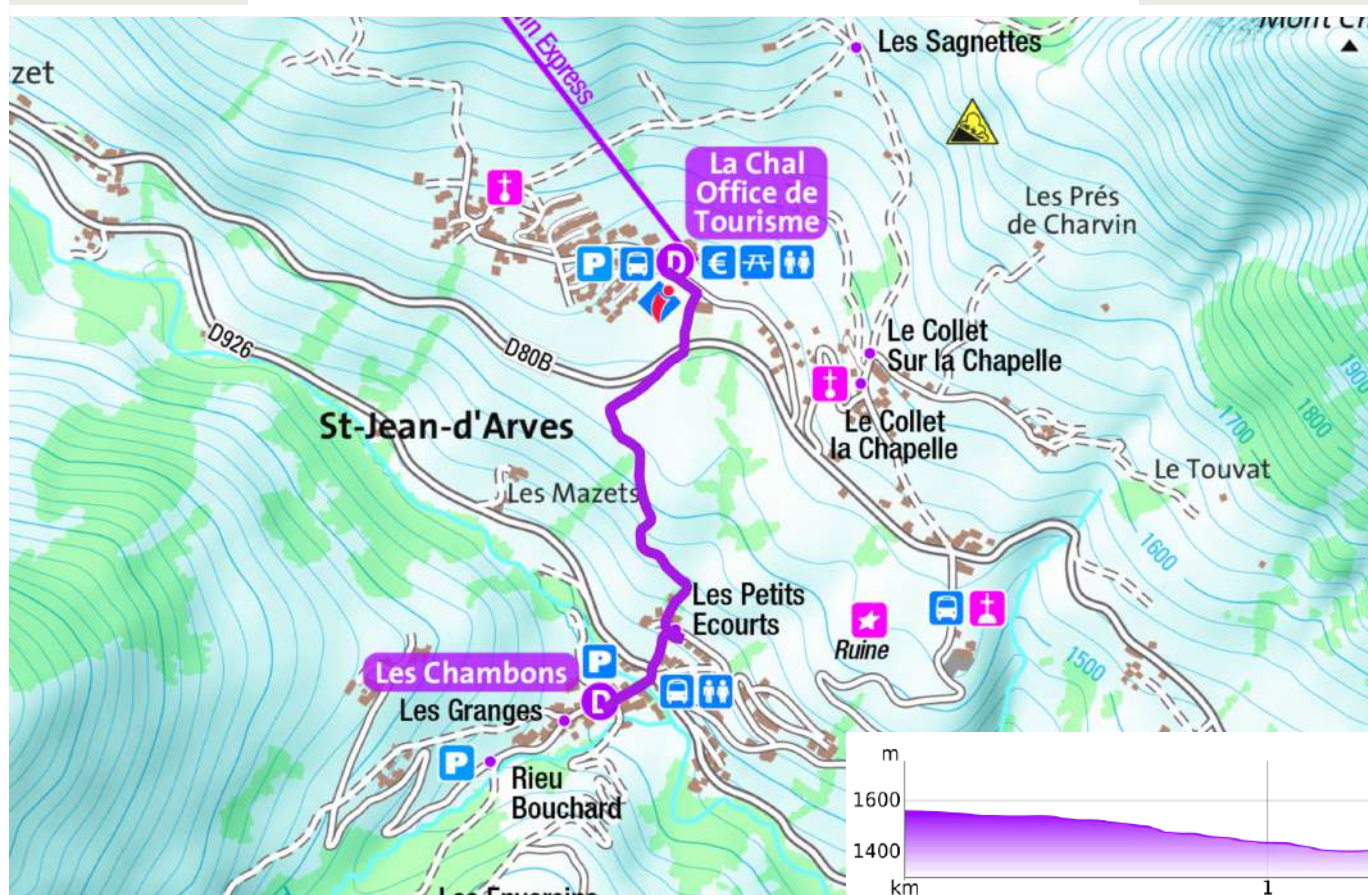 Mont Ch
zet
in Express
Les Sagnettes
La Chal
Office de
Tourisme
Les Prés
de Charvin
P
D
€
i
D926
D80B
Le Collet
Sur la Chapelle
Le Collet
la Chapelle
1900
1800
1700
St-Jean-d'Arves
Les Mazets
Le Touvat
1600
Les Petits
Ecourts
Ruine
1500
Les Chambons
P
D
Les Granges
P
Rieu
Bouchard
m
1600
1400
km
1